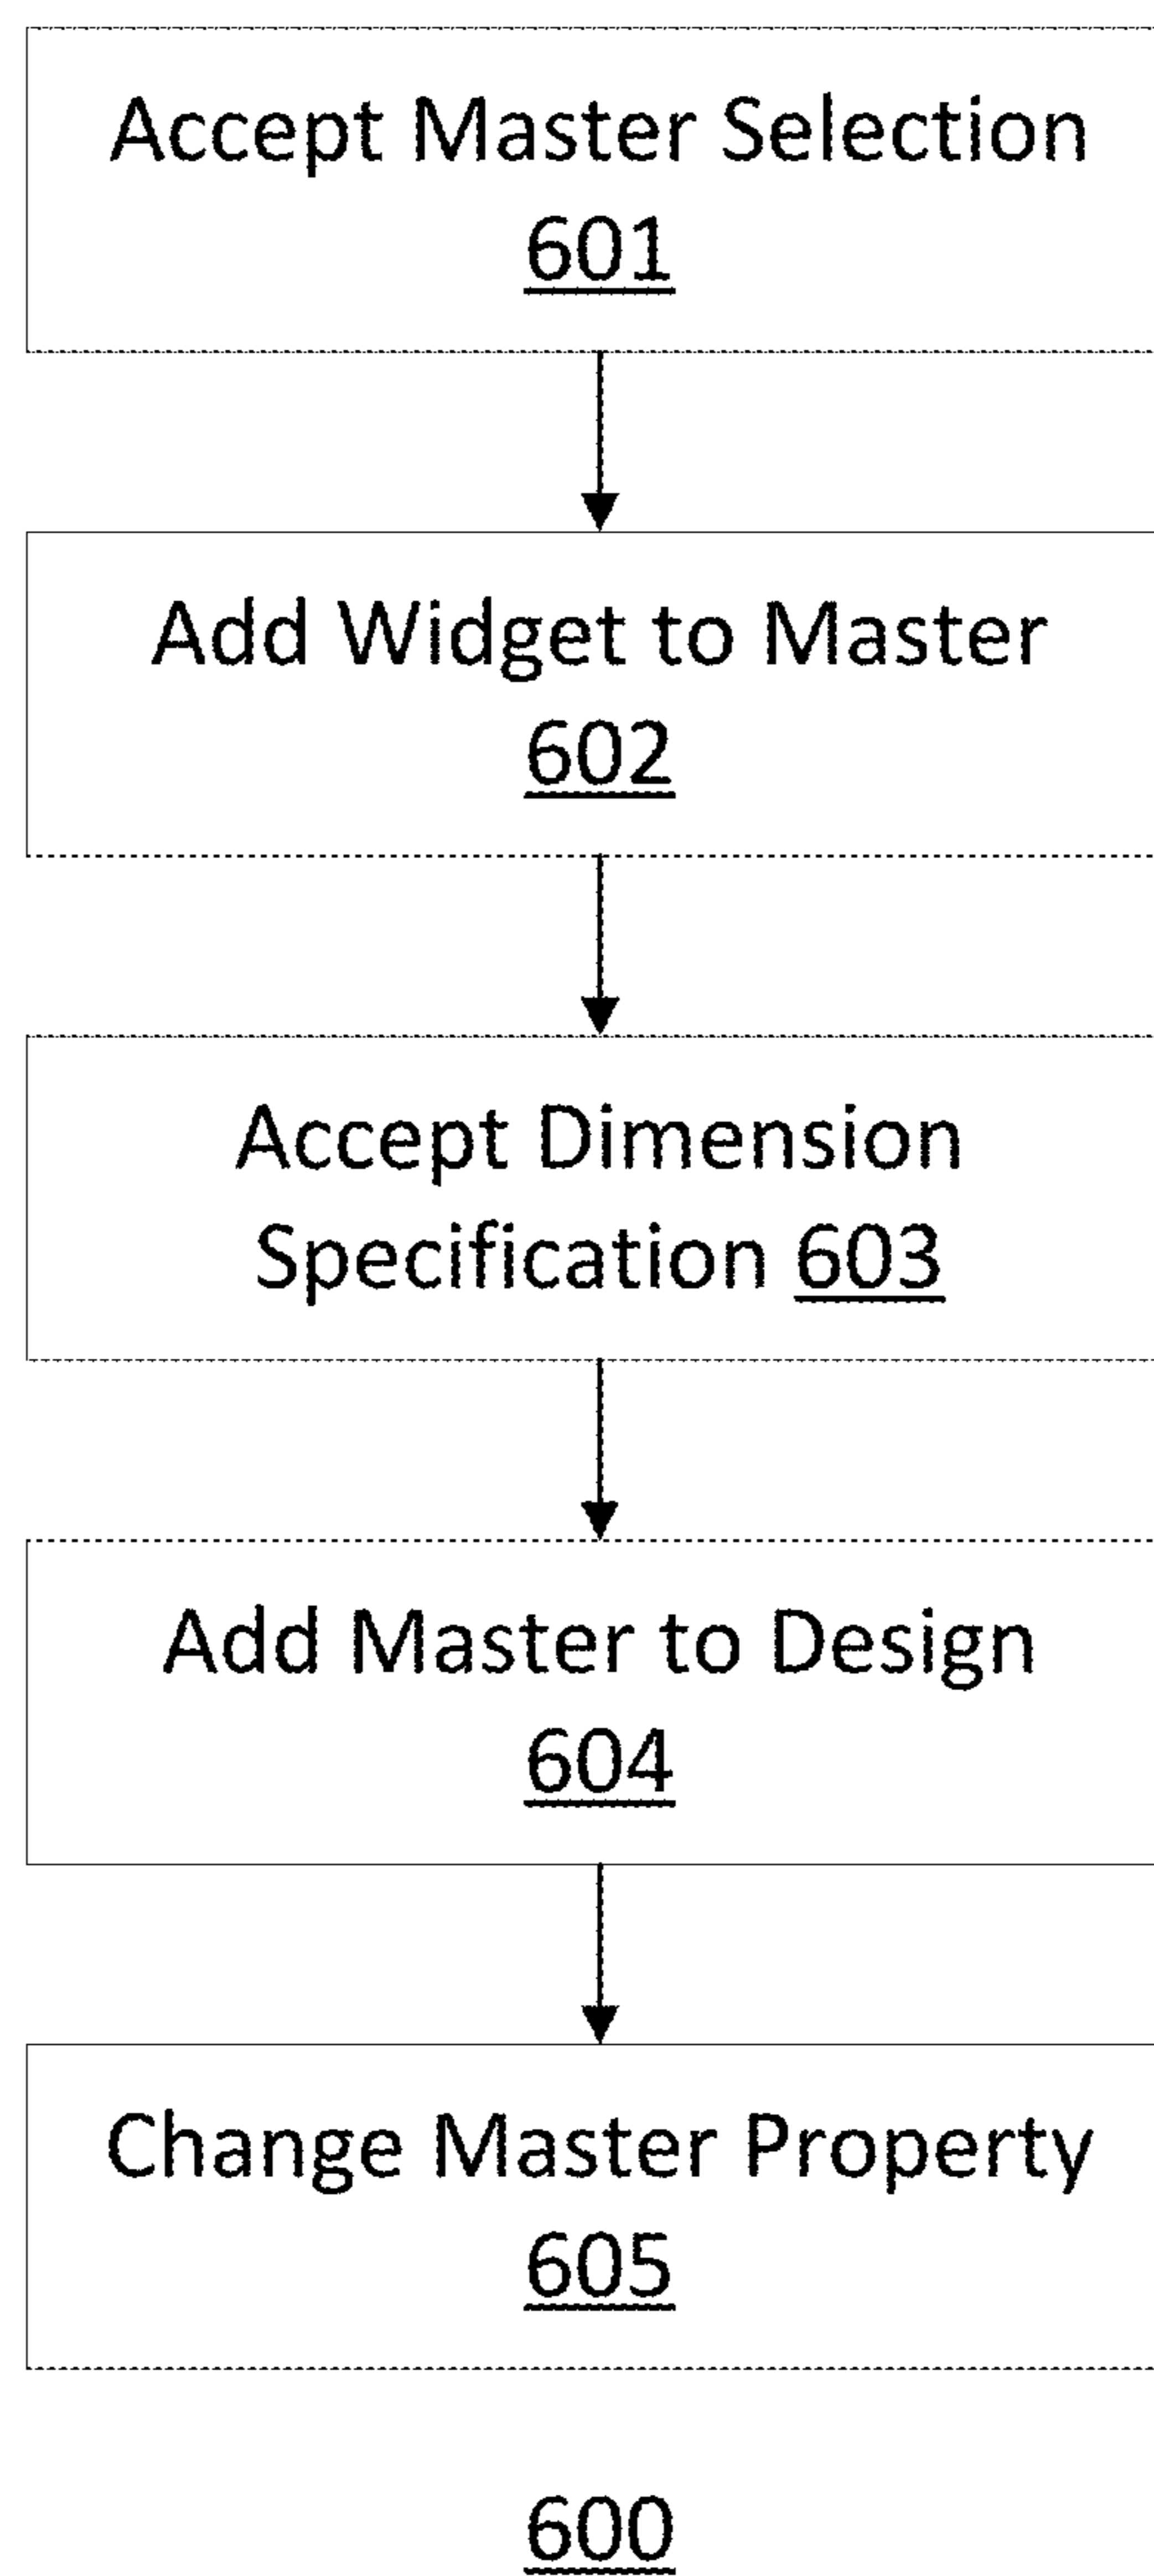 Accept Master Selection
601
Add Widget to Master
602
Accept Dimension
Specification 603
Add Master to Design
604
Change Master Property
605
600